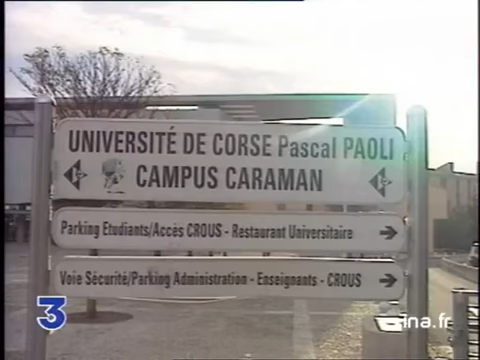 UNIVERSITÉ DE CORSE Pascal PAOLI
CAMPUS CARAMAN
Parking Etudiants/Accès CROUS - Restaurant Universitaire
Voie Sécurité/Parking Administration - Enseignants - CROUS
3
ina.fr